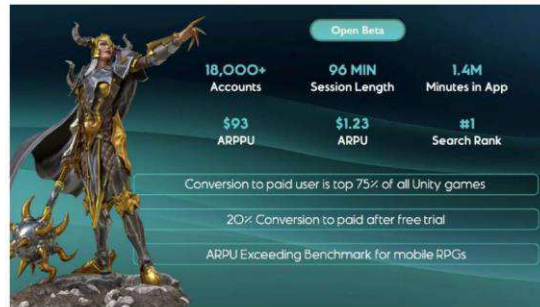 Open Beta
18,000+ 96 MIN 1.4M
Accounts Session Length Minutes in App
$93 $1.23 #1
ARPPU ARPU Search Rank
Conversion to paid user is top 75% of all Unity games
20% Conversion to paid after free trial
ARPU Exceeding Benchmark for mobile RPGs